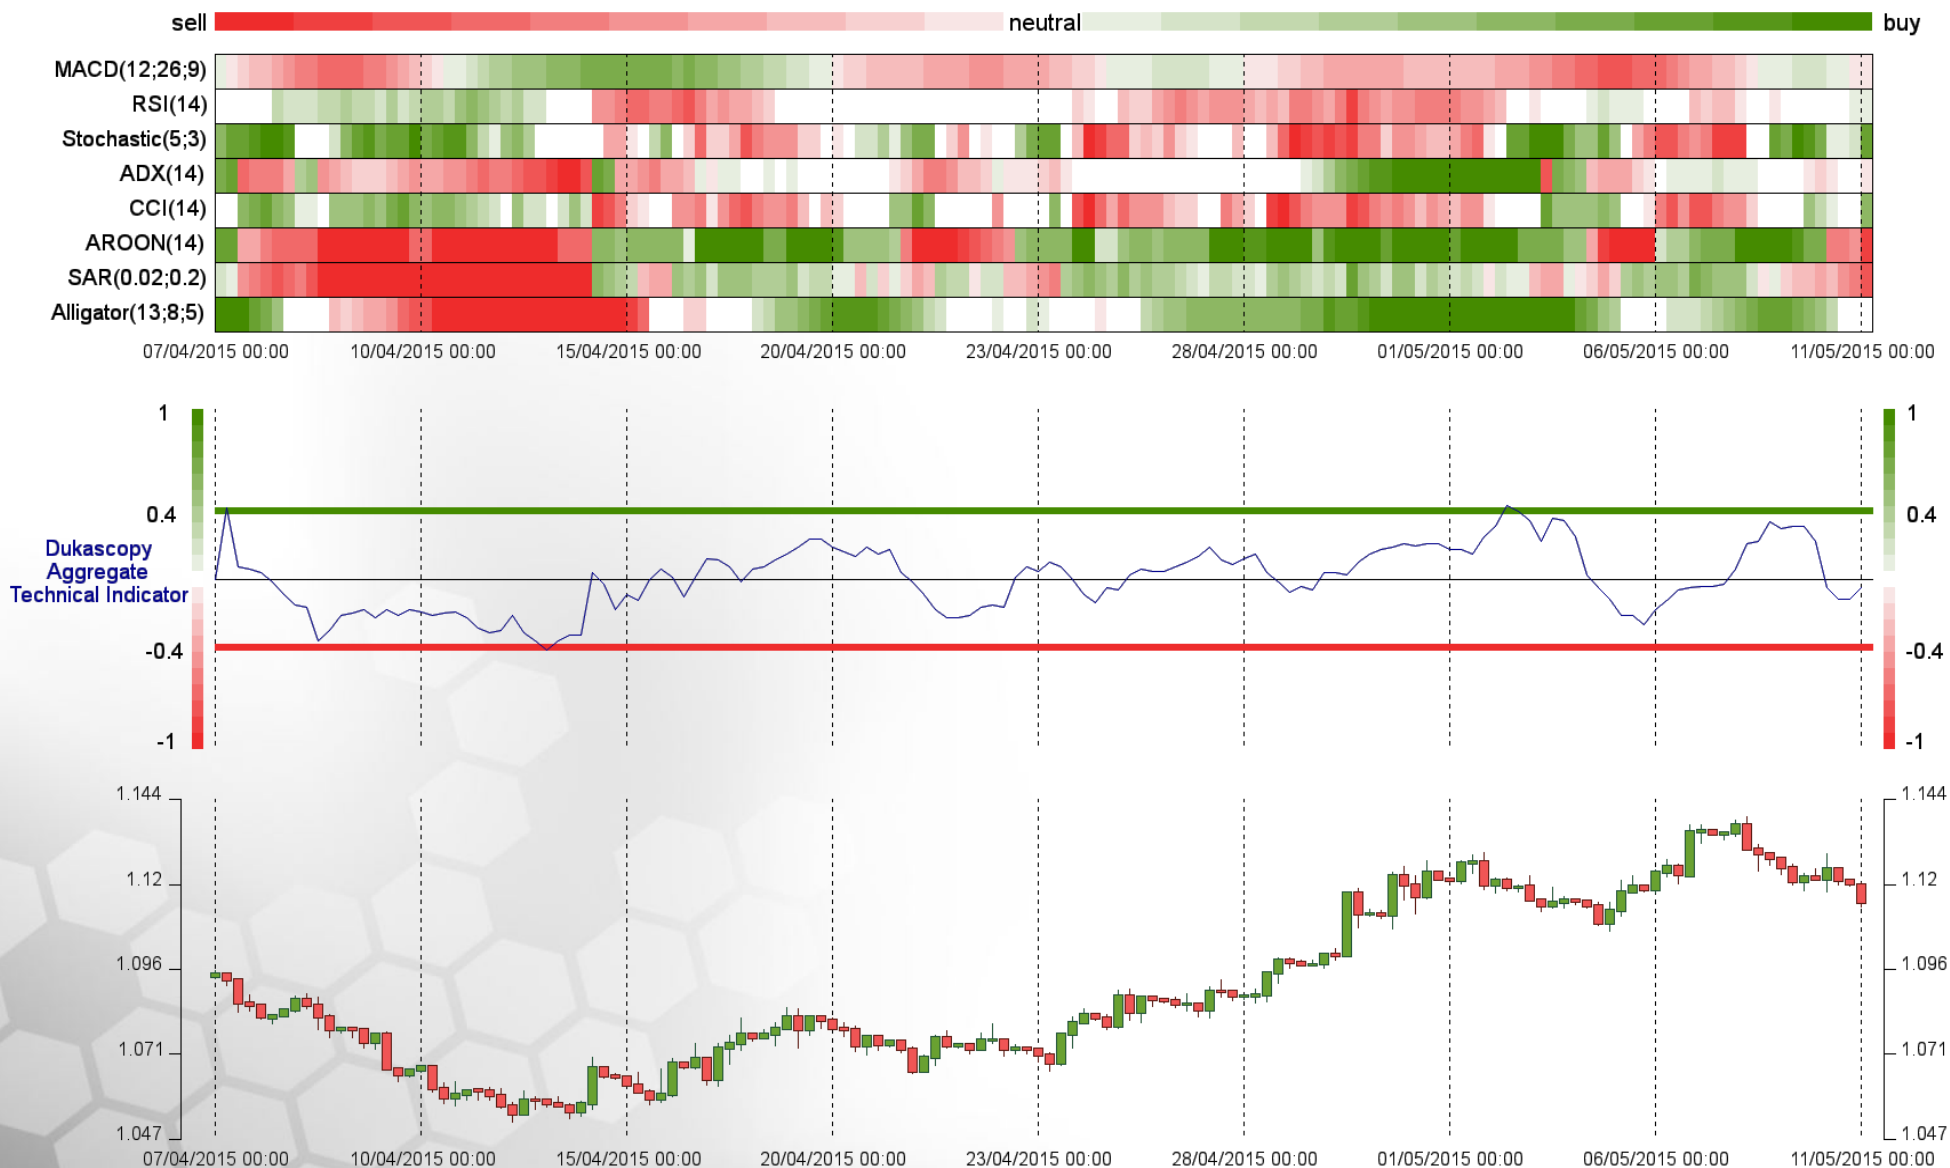 sell neutral buy
MACD(12;26;9)
RSI(14)
Stochastic(5;3)
ADX(14)
CCI(14)
AROON(14)
SAR(0.02;0.2)
Alligator(13;8;5)
07/04/2015 00:00 10/04/2015 00:00 15/04/2015 00:00 20/04/2015 00:00 23/04/2015 00:00 28/04/2015 00:00 01/05/2015 00:00 06/05/2015 00:00 11/05/2015 00:00
1 1
0.4 0.4
Dukascopy
Aggregate
Technical Indicator
-0.4 -0.4
-1 -1
1.144 1.144
1.12 1.12
1.096 1.096
1.071 1.071
1.047 1.047
07/04/2015 00:00 10/04/2015 00:00 15/04/2015 00:00 20/04/2015 00:00 23/04/2015 00:00 28/04/2015 00:00 01/05/2015 00:00 06/05/2015 00:00 11/05/2015 00:00